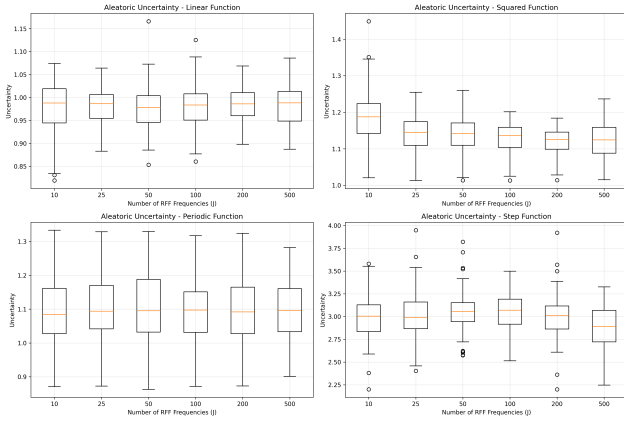 Aleatoric Uncertainty - Linear Function
Uncertainty
1.15
1.10
1.05
1.00
0.95
0.90
0.85
10 25 50 100 200 500
Number of RFF Frequencies (J)
Aleatoric Uncertainty - Squared Function
Uncertainty
1.4
1.3
1.2
1.1
1.0
10 25 50 100 200 500
Number of RFF Frequencies (J)
Aleatoric Uncertainty - Periodic Function
Uncertainty
1.3
1.2
1.1
1.0
0.9
10 25 50 100 200 500
Number of RFF Frequencies (J)
Aleatoric Uncertainty - Step Function
Uncertainty
4.00
3.75
3.50
3.25
3.00
2.75
2.50
2.25
10 25 50 100 200 500
Number of RFF Frequencies (J)